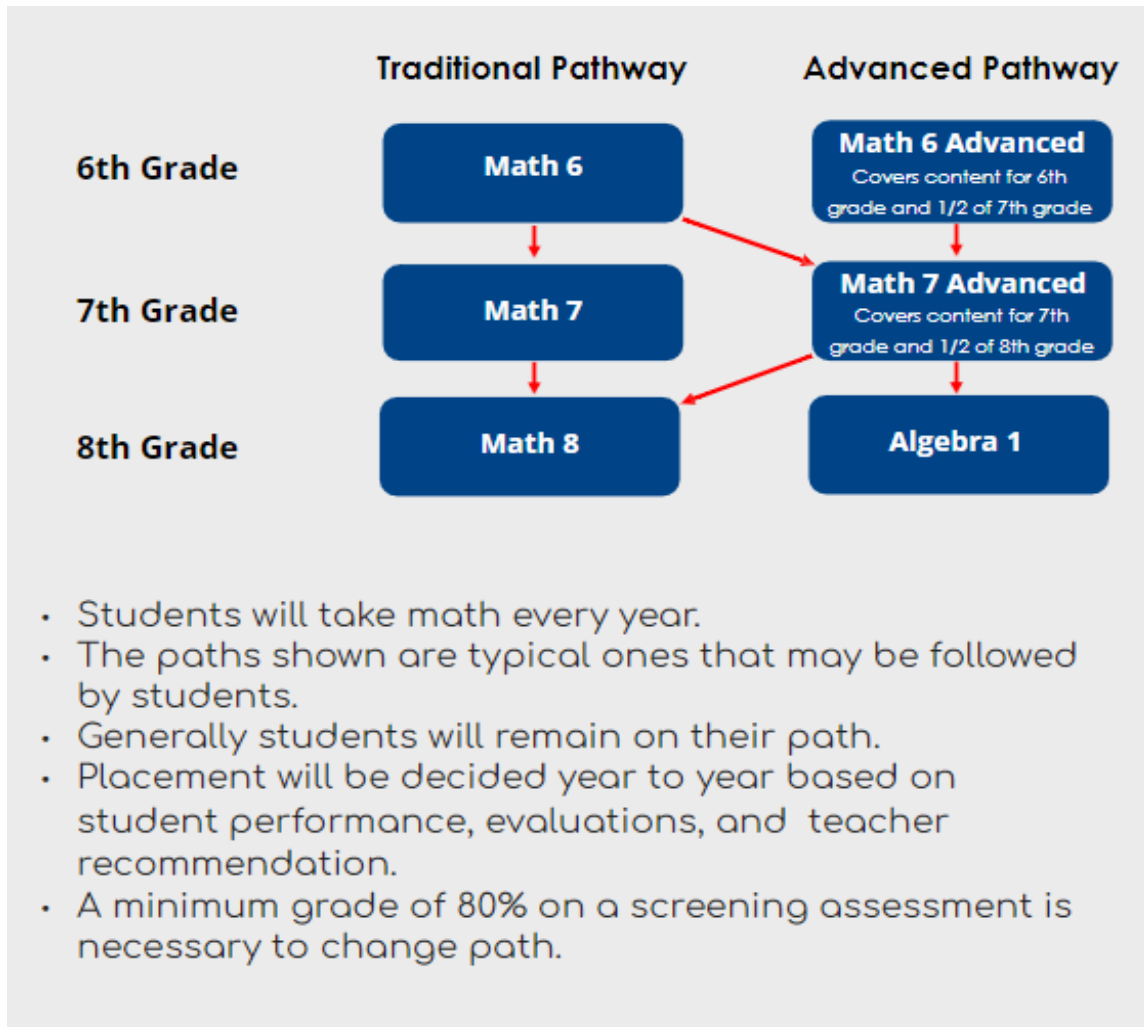 Traditional Pathway Advanced Pathway
6th Grade
Math 6
Math 6 Advanced
Covers content for 6th
grade and 1/2 of 7th grade
7th Grade
Math 7
Math 7 Advanced
Covers content for 7th
grade and 1/2 of 8th grade
8th Grade
Math 8
Algebra 1
• Students will take math every year.
• The paths shown are typical ones that may be followed
by students.
• Generally students will remain on their path.
• Placement will be decided year to year based on
student performance, evaluations, and teacher
recommendation.
• A minimum grade of 80% on a screening assessment is
necessary to change path.